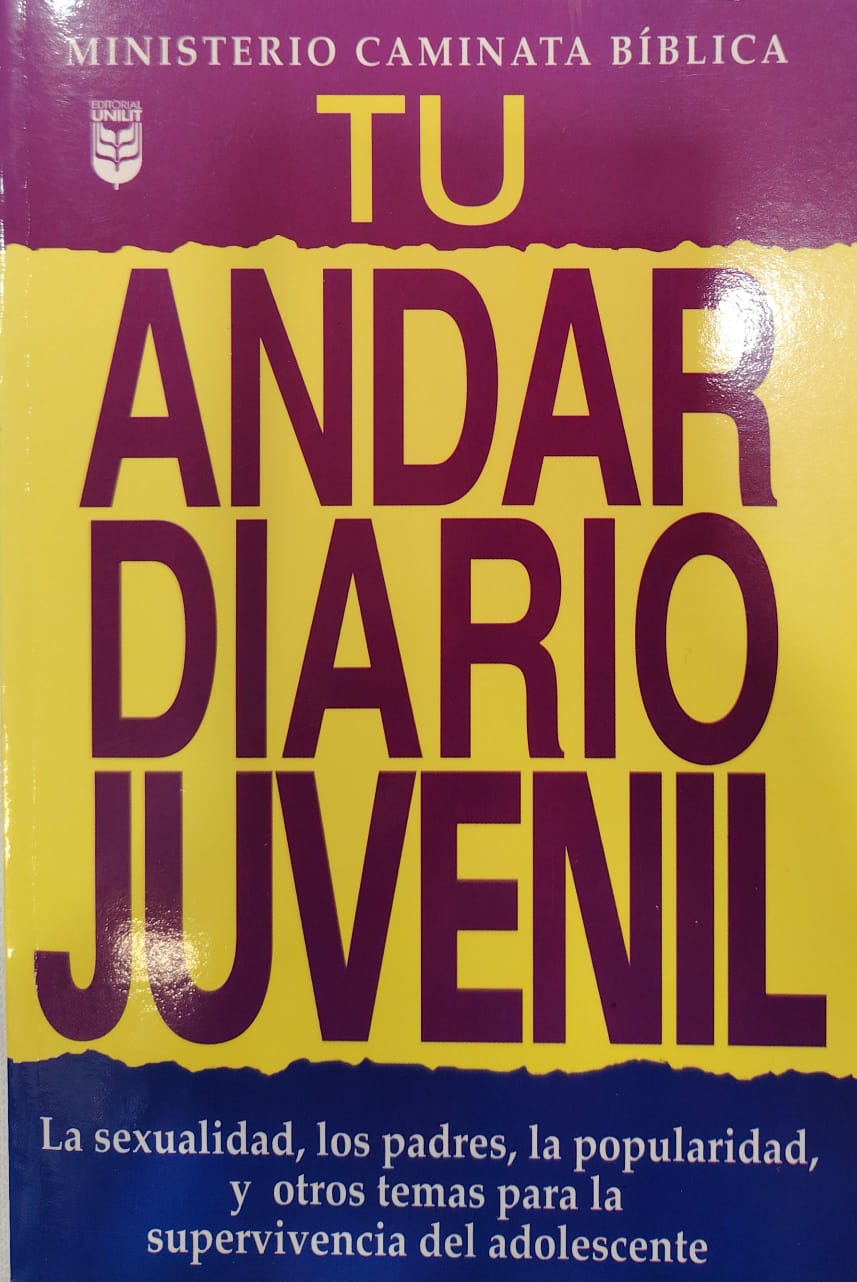 MINISTERIO CAMINATA BÍBLICA
EDITORIAL
UNILIT
TU
ANDAR
DIARIO
JUVENIL
La sexualidad, los padres, la popularidad,
y otros temas para la
supervivencia del adolescente